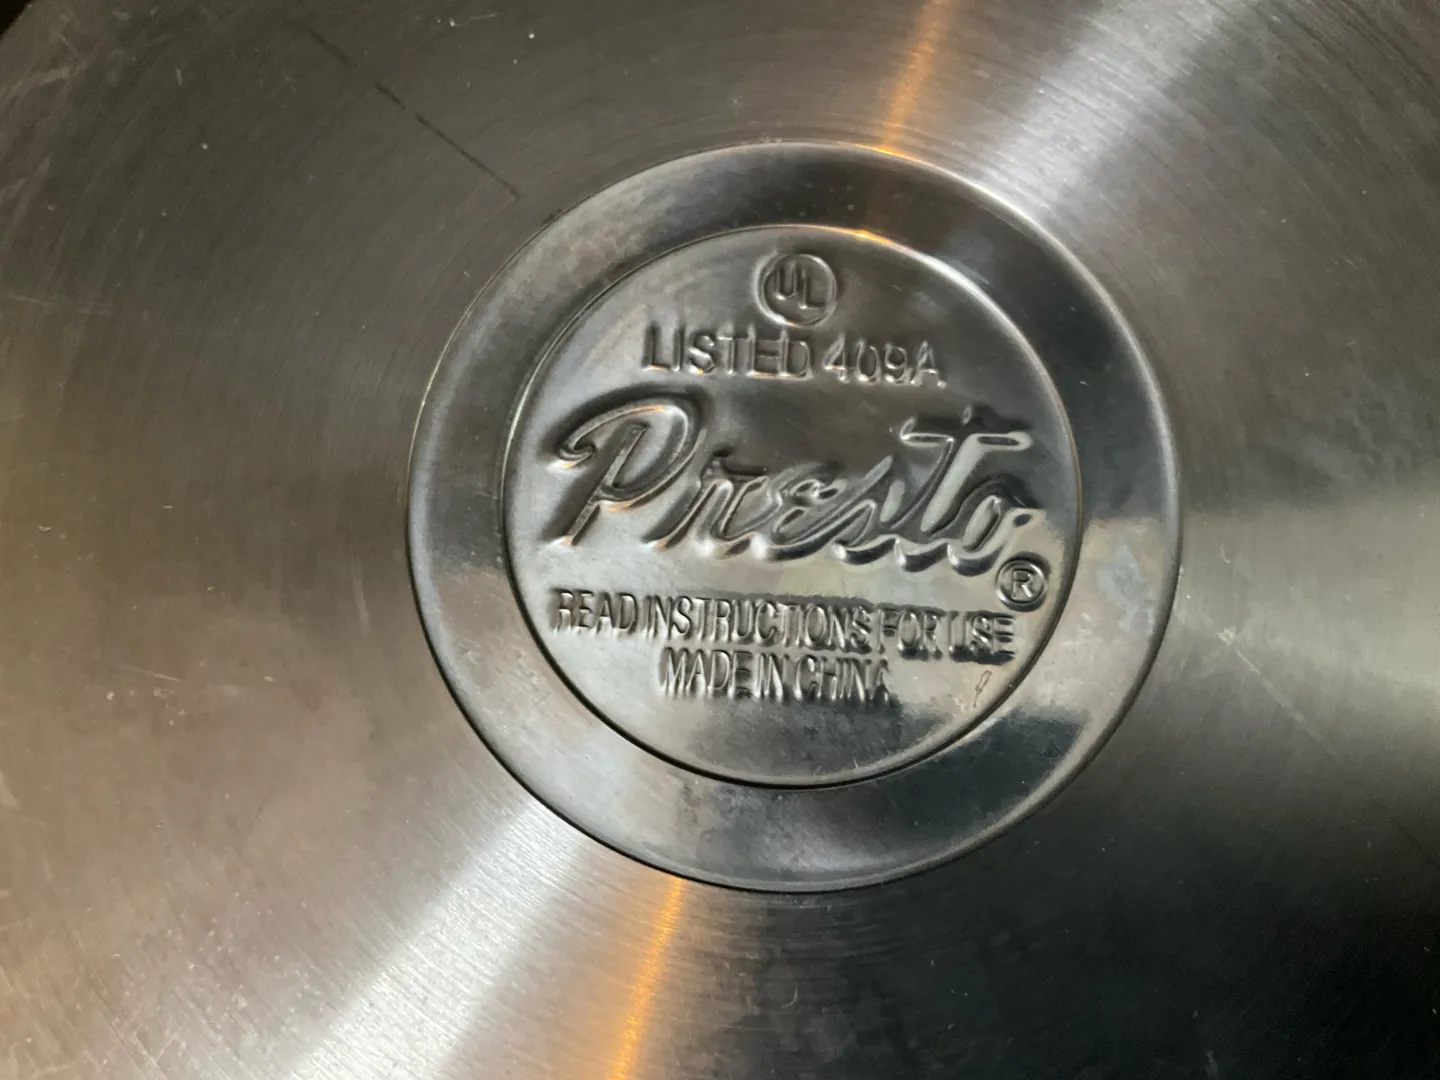 UL
LISTED 409A
Presto®
READ INSTRUCTIONS FOR USE
MADE IN CHINA